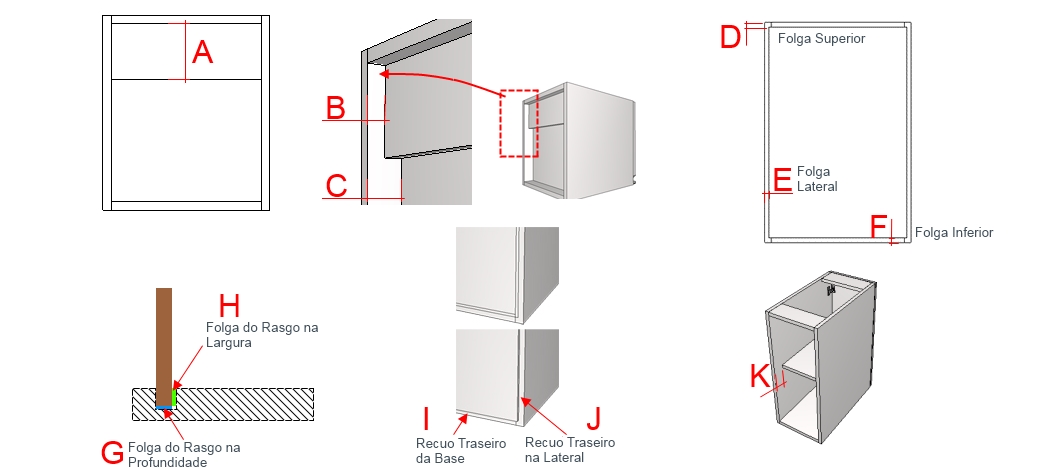 A
B
C
D
Folga Superior
E
Folga
Lateral
F
Folga Inferior
H
Folga do Rasgo na
Largura
G
Folga do Rasgo na
Profundidade
I
Recuo Traseiro
da Base
J
Recuo Traseiro
na Lateral
K